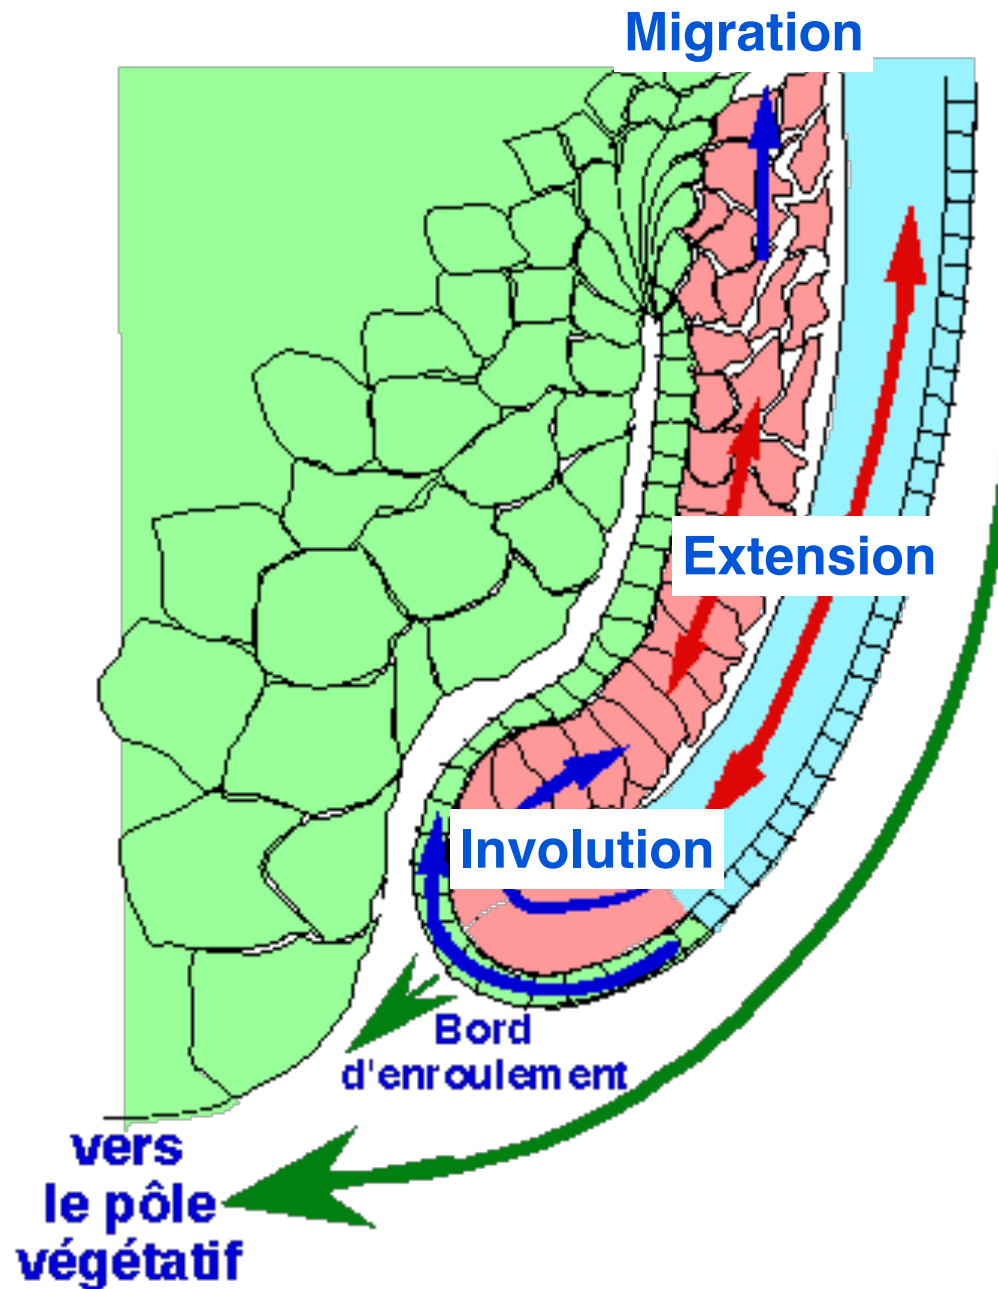 Migration
Extension
Involution
Bord
d'enroulement
vers
le pôle
végétatif